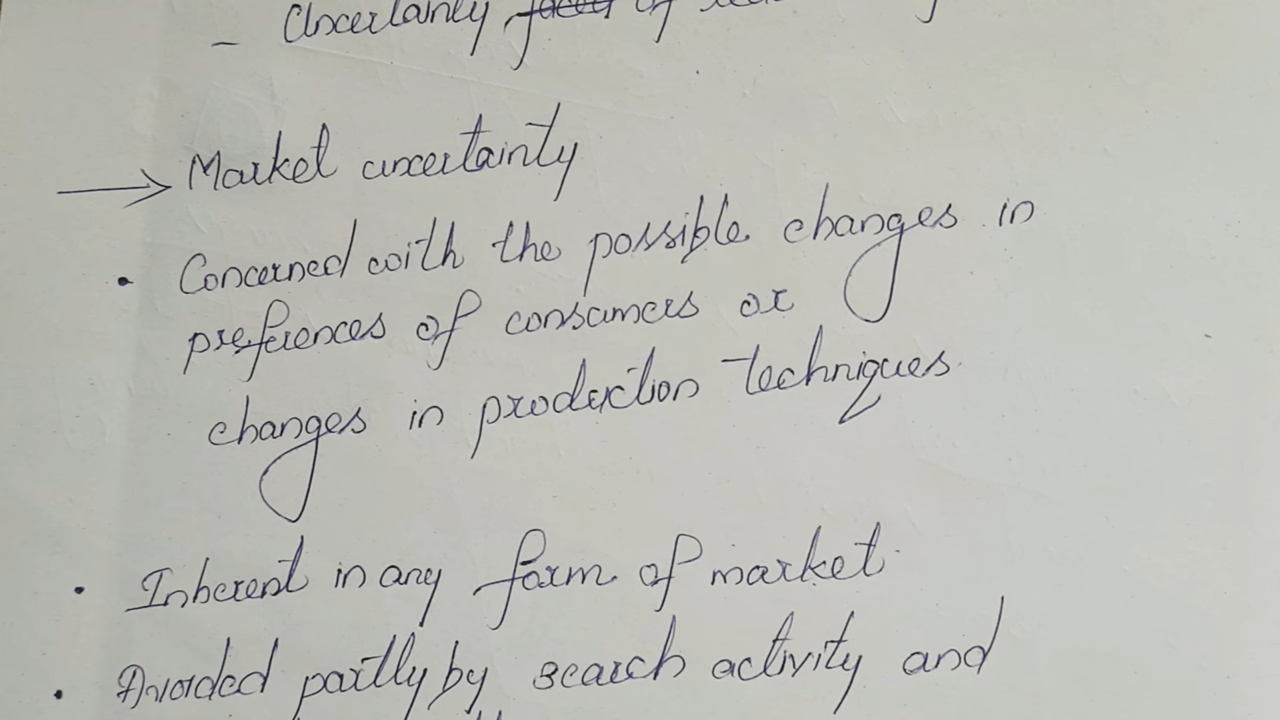 - Uncertainty of
→ Market uncertainty
• Concerned with the possible changes in
preferences of consumers or
changes in production techniques.
• Inherent in any form of market.
• Avoided partly by search activity and